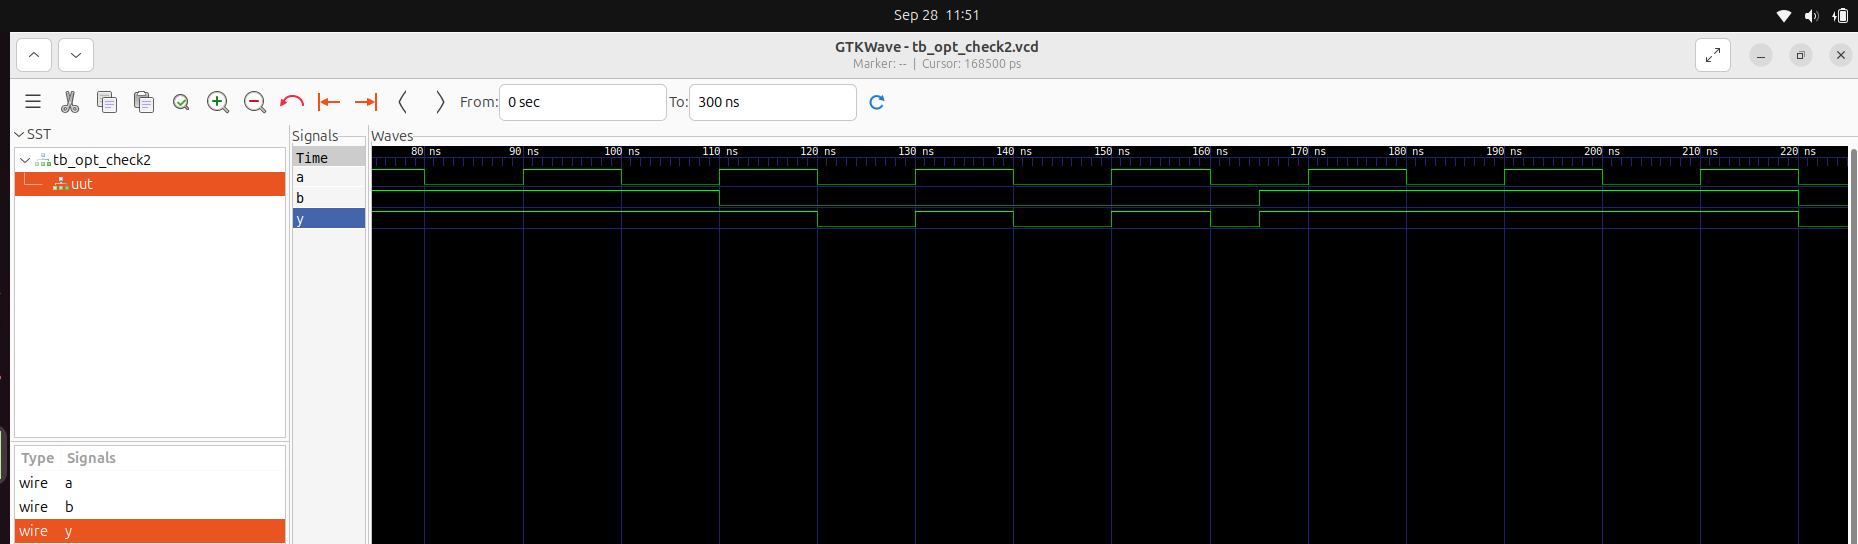 Sep 28 11:51
GTKWave - tb_opt_check2.vcd
Marker: -- | Cursor: 168500 ps
From: 0 sec To: 300 ns
SST
tb_opt_check2
uut
Type Signals
wire a
wire b
wire y
Signals
Time
a
b
y
Waves
80 ns 90 ns 100 ns 110 ns 120 ns 130 ns 140 ns 150 ns 160 ns 170 ns 180 ns 190 ns 200 ns 210 ns 220 ns